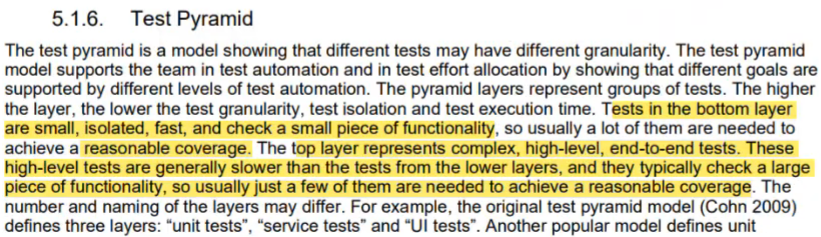 5.1.6. Test Pyramid
The test pyramid is a model showing that different tests may have different granularity. The test pyramid
model supports the team in test automation and in test effort allocation by showing that different goals are
supported by different levels of test automation. The pyramid layers represent groups of tests. The higher
the layer, the lower the test granularity, test isolation and test execution time. Tests in the bottom layer
are small, isolated, fast, and check a small piece of functionality, so usually a lot of them are needed to
achieve a reasonable coverage. The top layer represents complex, high-level, end-to-end tests. These
high-level tests are generally slower than the tests from the lower layers, and they typically check a large
piece of functionality, so usually just a few of them are needed to achieve a reasonable coverage. The
number and naming of the layers may differ. For example, the original test pyramid model (Cohn 2009)
defines three layers: “unit tests”, “service tests” and “UI tests”. Another popular model defines unit